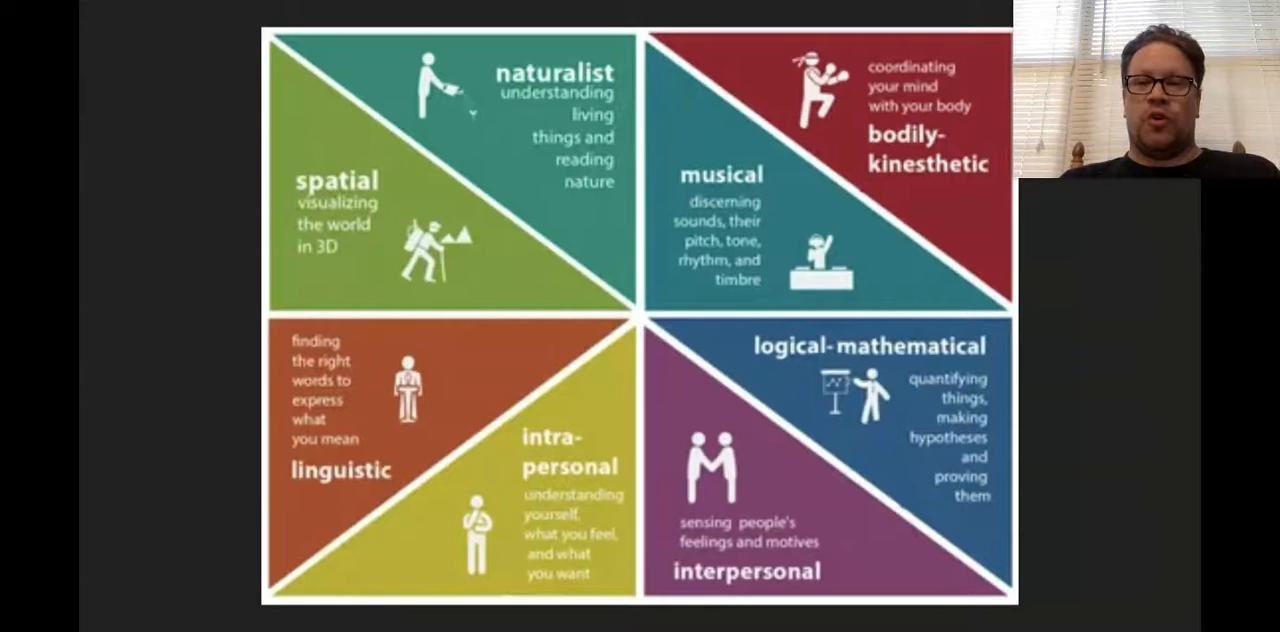 naturalist
understanding
living
things and
reading
nature
spatial
visualizing
the world
in 3D
musical
discerning
sounds, their
pitch, tone,
rhythm, and
timbre
coordinating
your mind
with your body
bodily-
kinesthetic
finding
the right
words to
express
what
you mean
linguistic
intra-
personal
understanding
yourself,
what you feel,
and what
you want
logical-mathematical
quantifying
things,
making
hypotheses
and
proving
them
sensing people's
feelings and motives
interpersonal